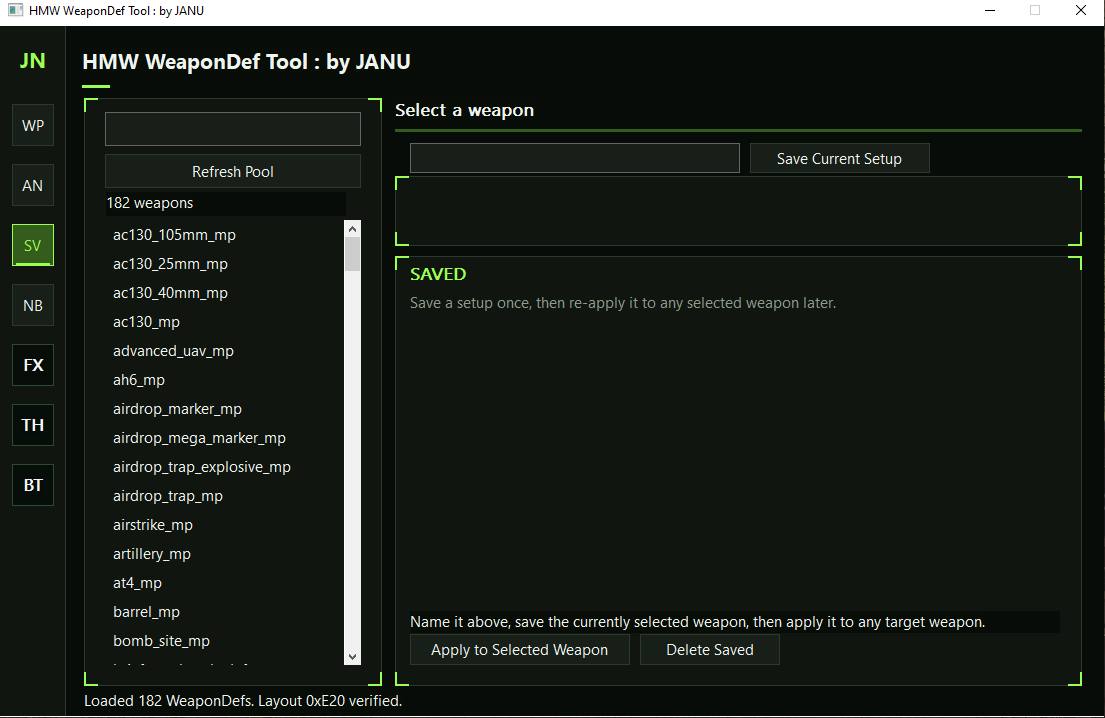 HMW WeaponDef Tool : by JANU
JN
WP
AN
SV
NB
FX
TH
BT
HMW WeaponDef Tool : by JANU
Refresh Pool
182 weapons
ac130_105mm_mp
ac130_25mm_mp
ac130_40mm_mp
ac130_mp
advanced_uav_mp
ah6_mp
airdrop_marker_mp
airdrop_mega_marker_mp
airdrop_trap_explosive_mp
airdrop_trap_mp
airstrike_mp
artillery_mp
at4_mp
barrel_mp
bomb_site_mp
Select a weapon
Save Current Setup
SAVED
Save a setup once, then re-apply it to any selected weapon later.
Name it above, save the currently selected weapon, then apply it to any target weapon.
Apply to Selected Weapon
Delete Saved
Loaded 182 WeaponDefs. Layout 0xE20 verified.